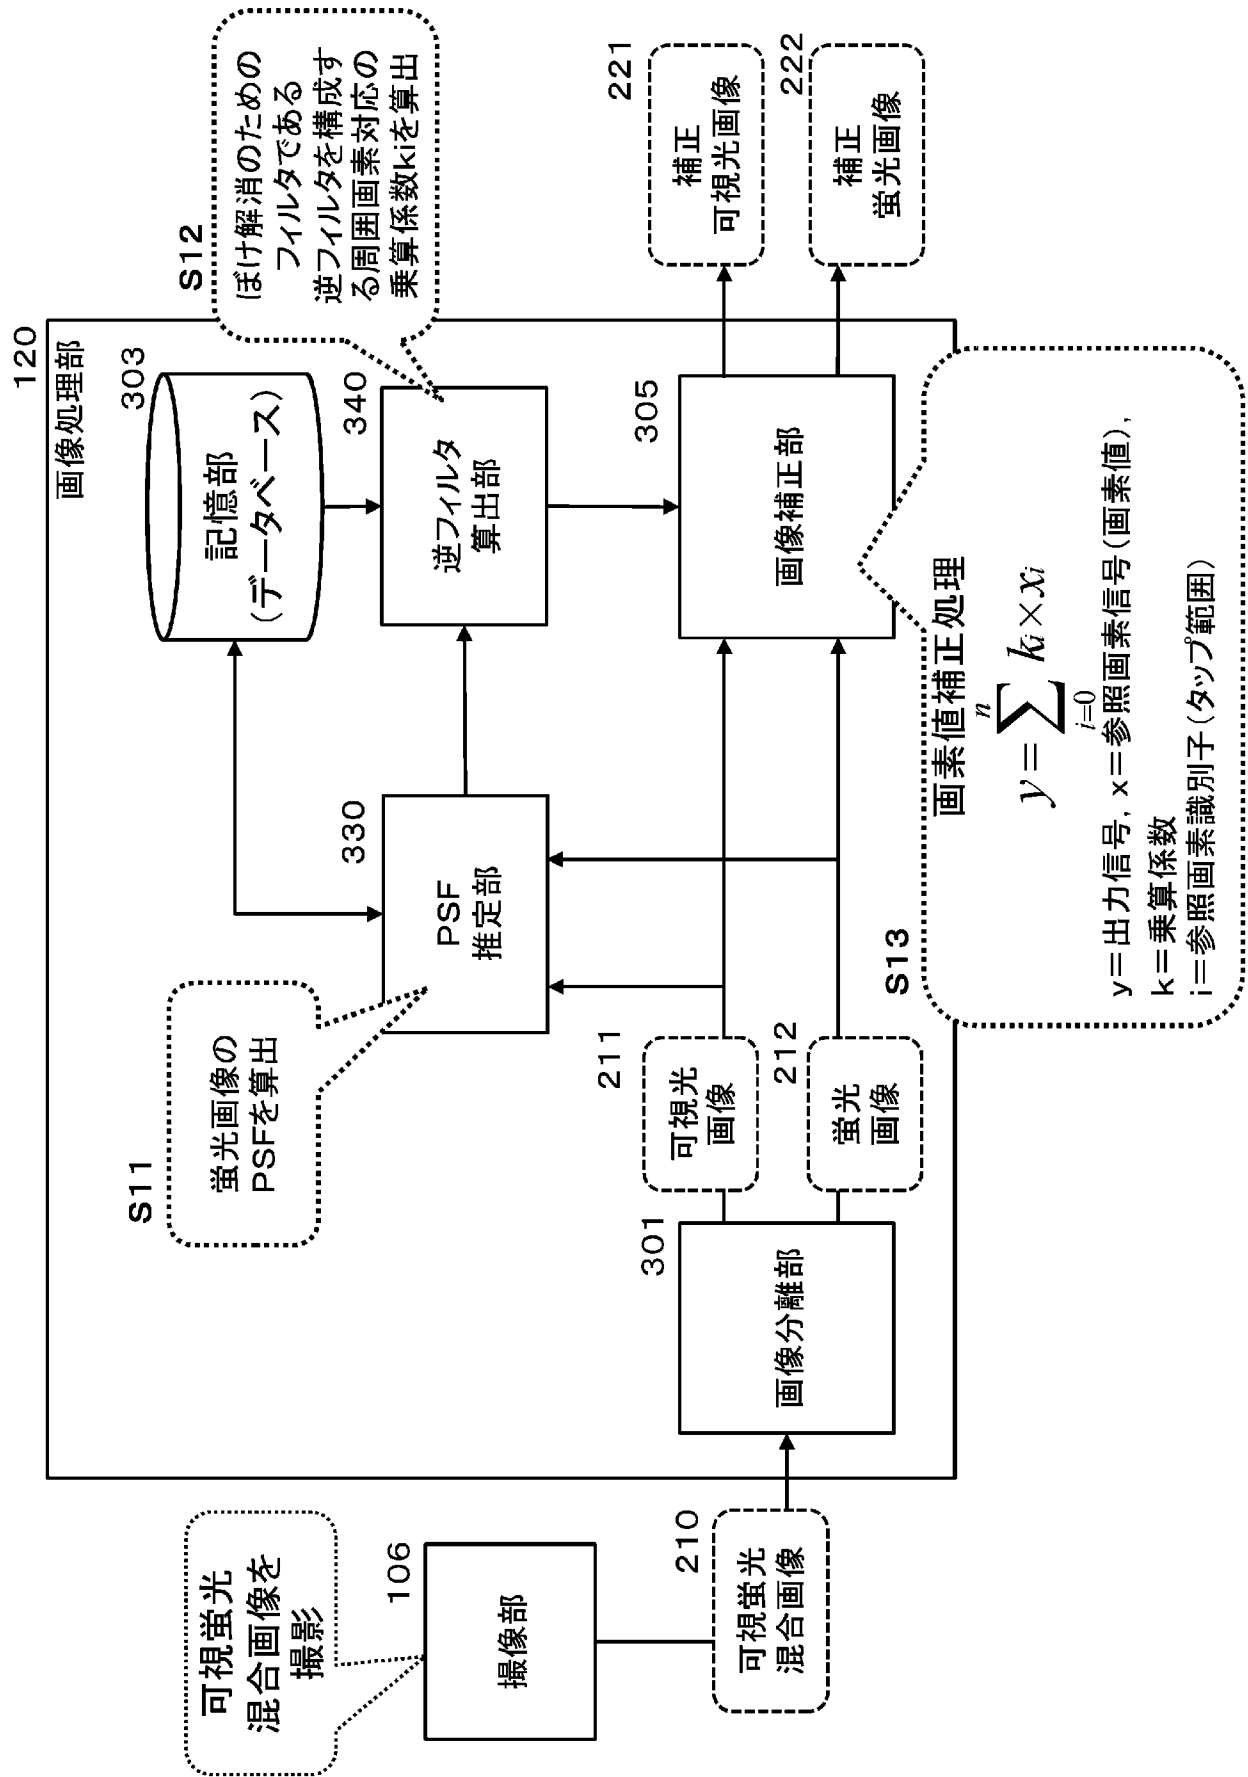 120
画像処理部
可視蛍光
混合画像を
撮影
106
撮像部
210
可視蛍光
混合画像
301
画像分離部
211
可視光
画像
212
蛍光
画像
S11
蛍光画像の
PSFを算出
330
PSF
推定部
303
記憶部
(データベース)
340
逆フィルタ
算出部
S12
ぼけ解消のための
フィルタである
逆フィルタを構成す
る周囲画素対応の
乗算係数kiを算出
305
画像補正部
221
補正
可視光画像
222
補正
蛍光画像
S13
画素値補正処理
n
y=∑ki×xi
i=0
y=出力信号, x=参照画素信号(画素値),
k=乗算係数
i=参照画素識別子(タップ範囲)